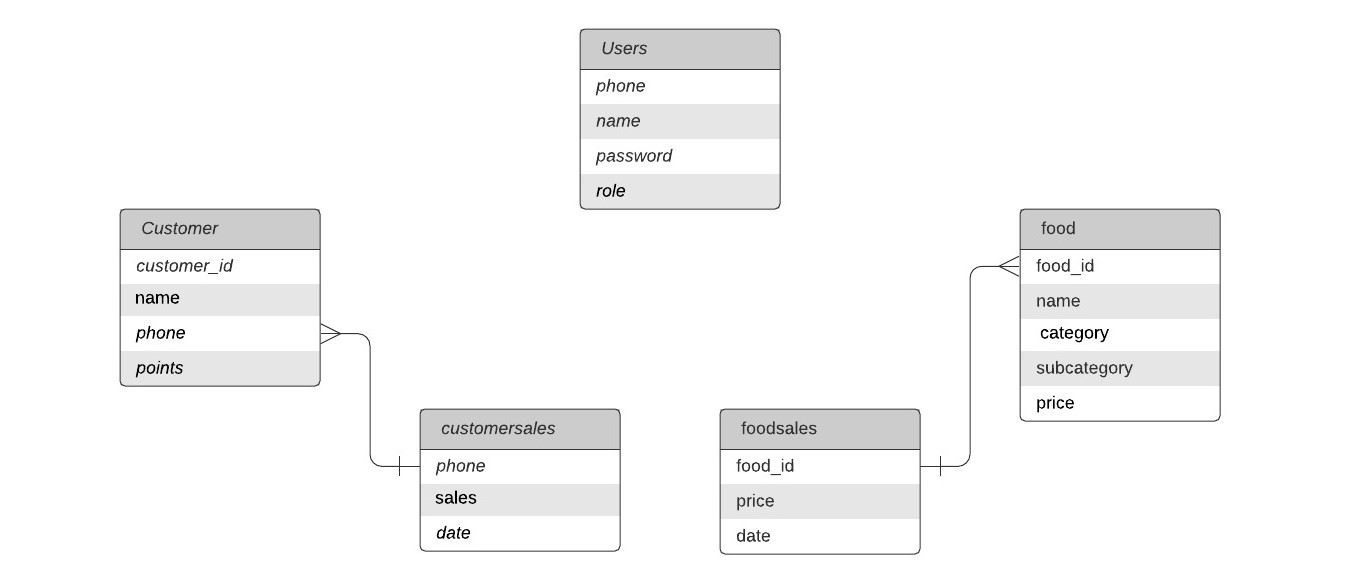 Users
phone
name
password
role
Customer
customer_id
name
phone
points
food
food_id
name
category
subcategory
price
customersales
phone
sales
date
foodsales
food_id
price
date